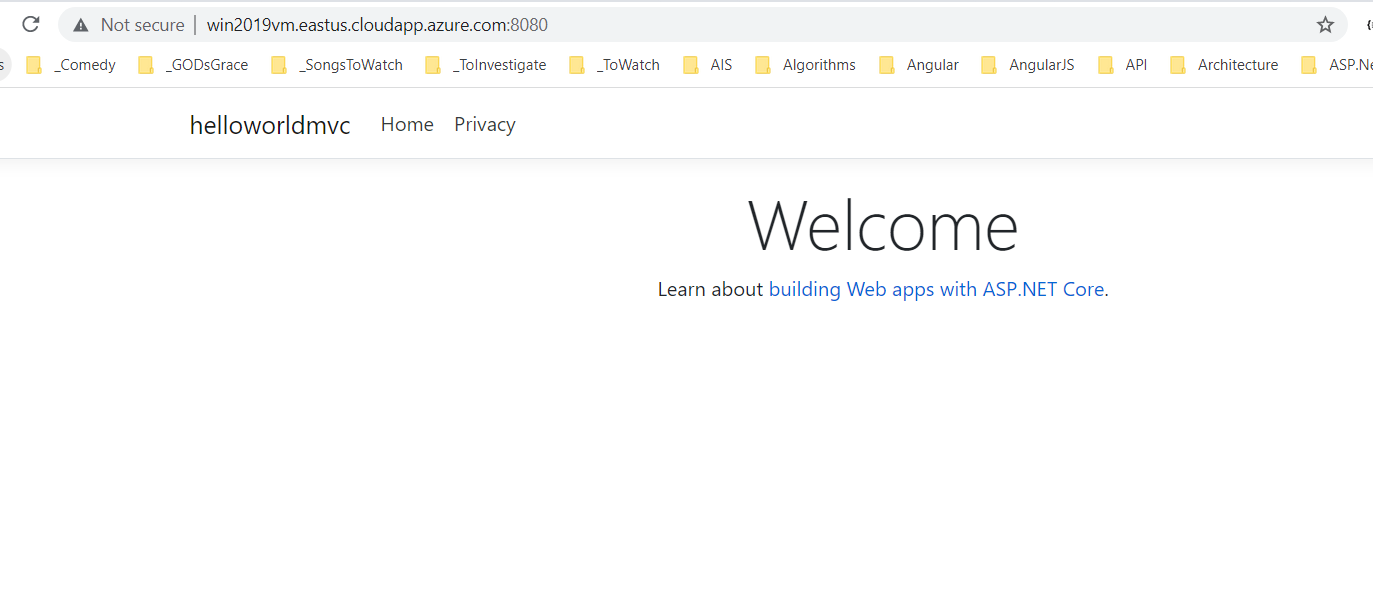 Not secure | win2019vm.eastus.cloudapp.azure.com:8080
s _Comedy _GODsGrace _SongsToWatch _ToInvestigate _ToWatch AIS Algorithms Angular AngularJS API Architecture ASP.Ne
helloworldmvc Home Privacy
Welcome
Learn about building Web apps with ASP.NET Core.